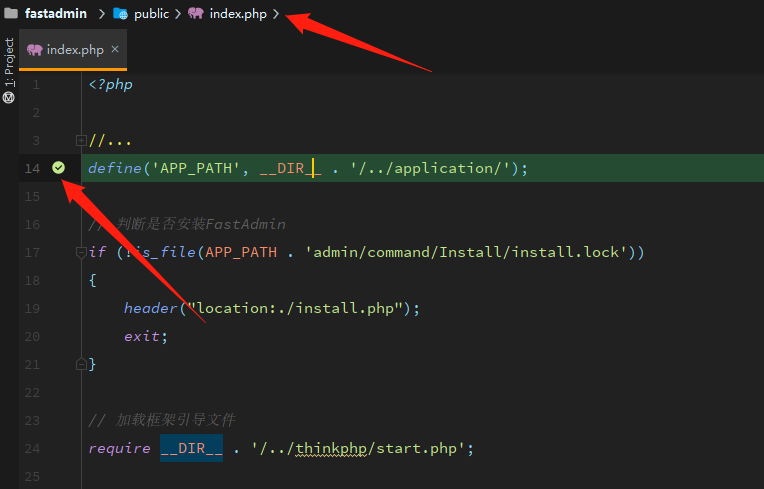 fastadmin > public > index.php >
1: Project
index.php ×
1 <?php
2
3 //...
14 define('APP_PATH', __DIR__ . '/../application/');
15
16 // 判断是否安装FastAdmin
17 if (!is_file(APP_PATH . 'admin/command/Install/install.lock'))
18 {
19 header("location:./install.php");
20 exit;
21 }
22
23 // 加载框架引导文件
24 require __DIR__ . '/../thinkphp/start.php';
25